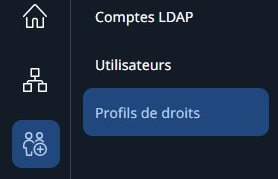 Comptes LDAP
Utilisateurs
Profils de droits